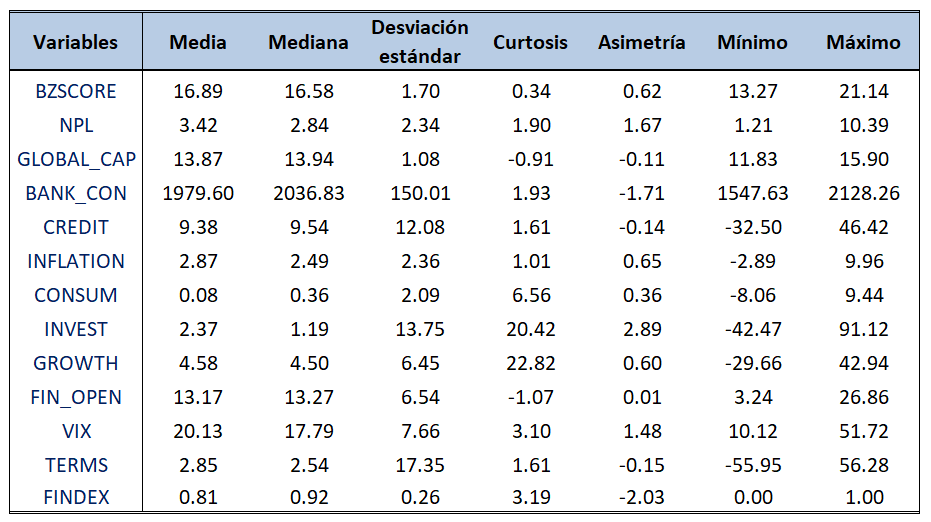 Variables Media Mediana Desviación estándar Curtosis Asimetría Mínimo Máximo
BZSCORE 16.89 16.58 1.70 0.34 0.62 13.27 21.14
NPL 3.42 2.84 2.34 1.90 1.67 1.21 10.39
GLOBAL_CAP 13.87 13.94 1.08 -0.91 -0.11 11.83 15.90
BANK_CON 1979.60 2036.83 150.01 1.93 -1.71 1547.63 2128.26
CREDIT 9.38 9.54 12.08 1.61 -0.14 -32.50 46.42
INFLATION 2.87 2.49 2.36 1.01 0.65 -2.89 9.96
CONSUM 0.08 0.36 2.09 6.56 0.36 -8.06 9.44
INVEST 2.37 1.19 13.75 20.42 2.89 -42.47 91.12
GROWTH 4.58 4.50 6.45 22.82 0.60 -29.66 42.94
FIN_OPEN 13.17 13.27 6.54 -1.07 0.01 3.24 26.86
VIX 20.13 17.79 7.66 3.10 1.48 10.12 51.72
TERMS 2.85 2.54 17.35 1.61 -0.15 -55.95 56.28
FINDEX 0.81 0.92 0.26 3.19 -2.03 0.00 1.00